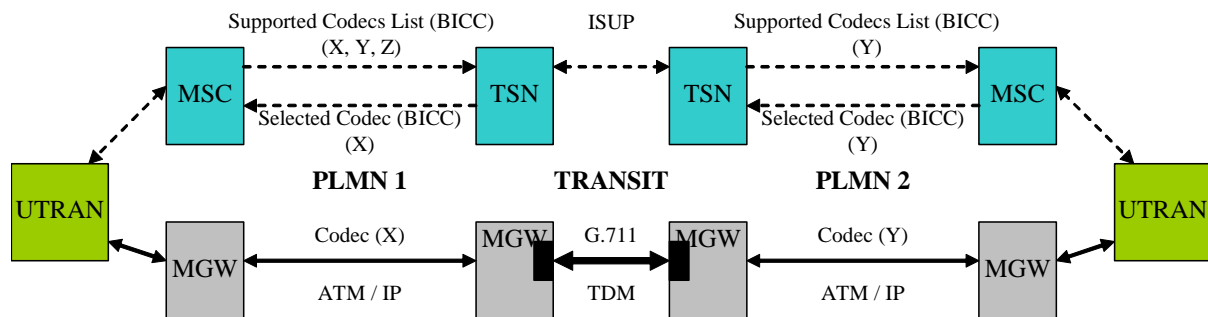 Supported Codecs List (BICC)
(X, Y, Z)
ISUP
Supported Codecs List (BICC)
(Y)
MSC
TSN
TSN
MSC
Selected Codec (BICC)
(X)
Selected Codec (BICC)
(Y)
UTRAN
PLMN 1
TRANSIT
PLMN 2
UTRAN
MGW
Codec (X)
ATM / IP
MGW
G.711
TDM
MGW
Codec (Y)
ATM / IP
MGW